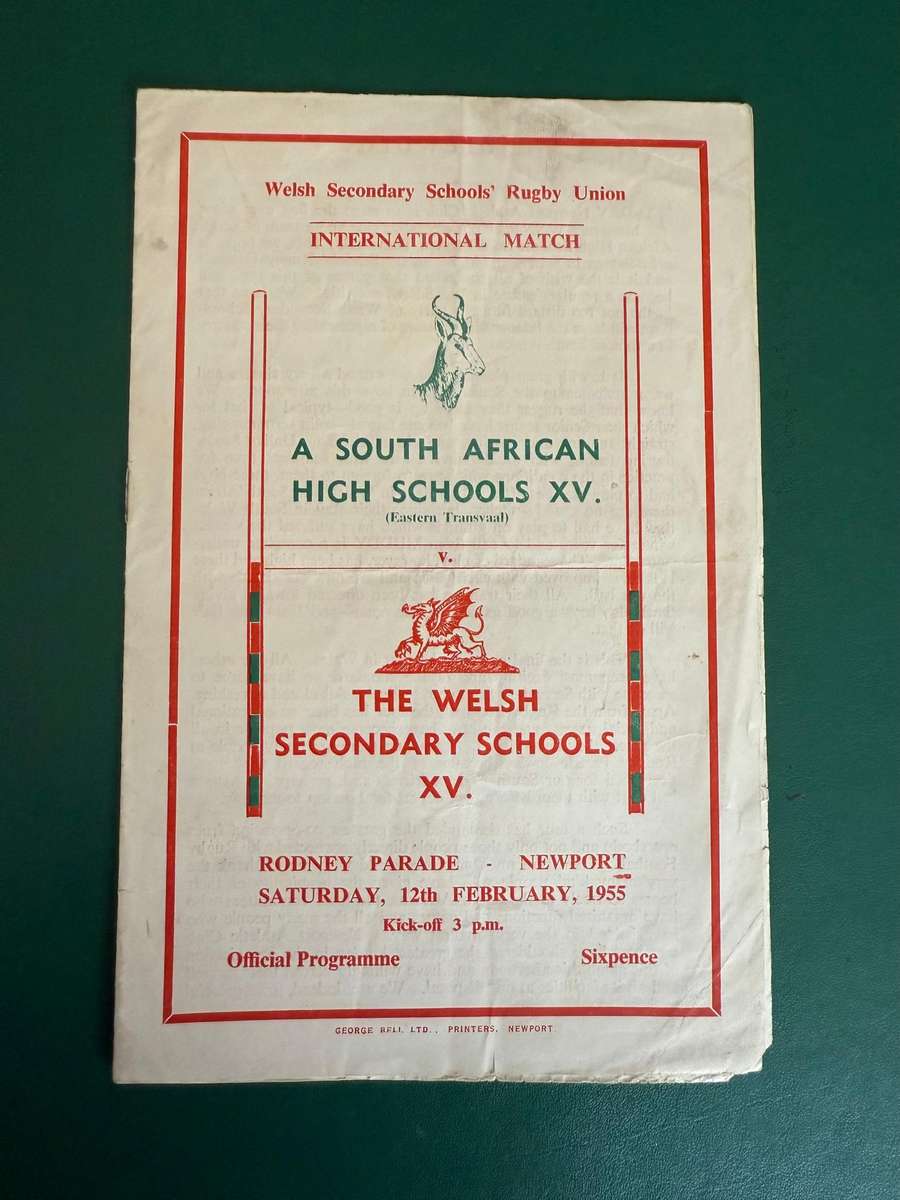 Welsh Secondary Schools' Rugby Union
INTERNATIONAL MATCH
A SOUTH AFRICAN
HIGH SCHOOLS XV.
(Eastern Transvaal)
v.
THE WELSH
SECONDARY SCHOOLS
XV.
RODNEY PARADE - NEWPORT
SATURDAY, 12th FEBRUARY, 1955
Kick-off 3 p.m.
Official Programme Sixpence
GEORGE BELL LTD., PRINTERS, NEWPORT.